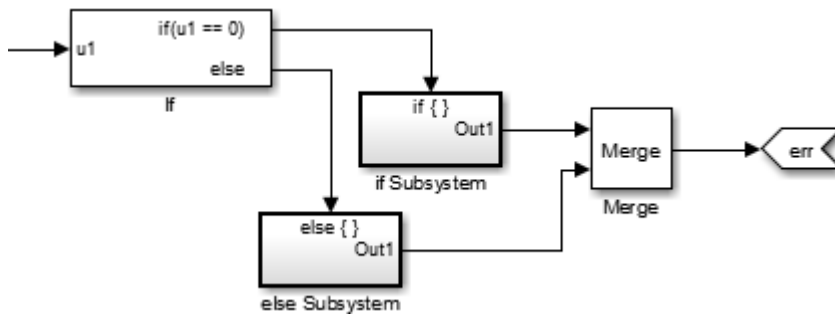 if(u1 == 0)
u1
else
If
if { }
Out1
if Subsystem
Merge
Merge
err
else { }
Out1
else Subsystem